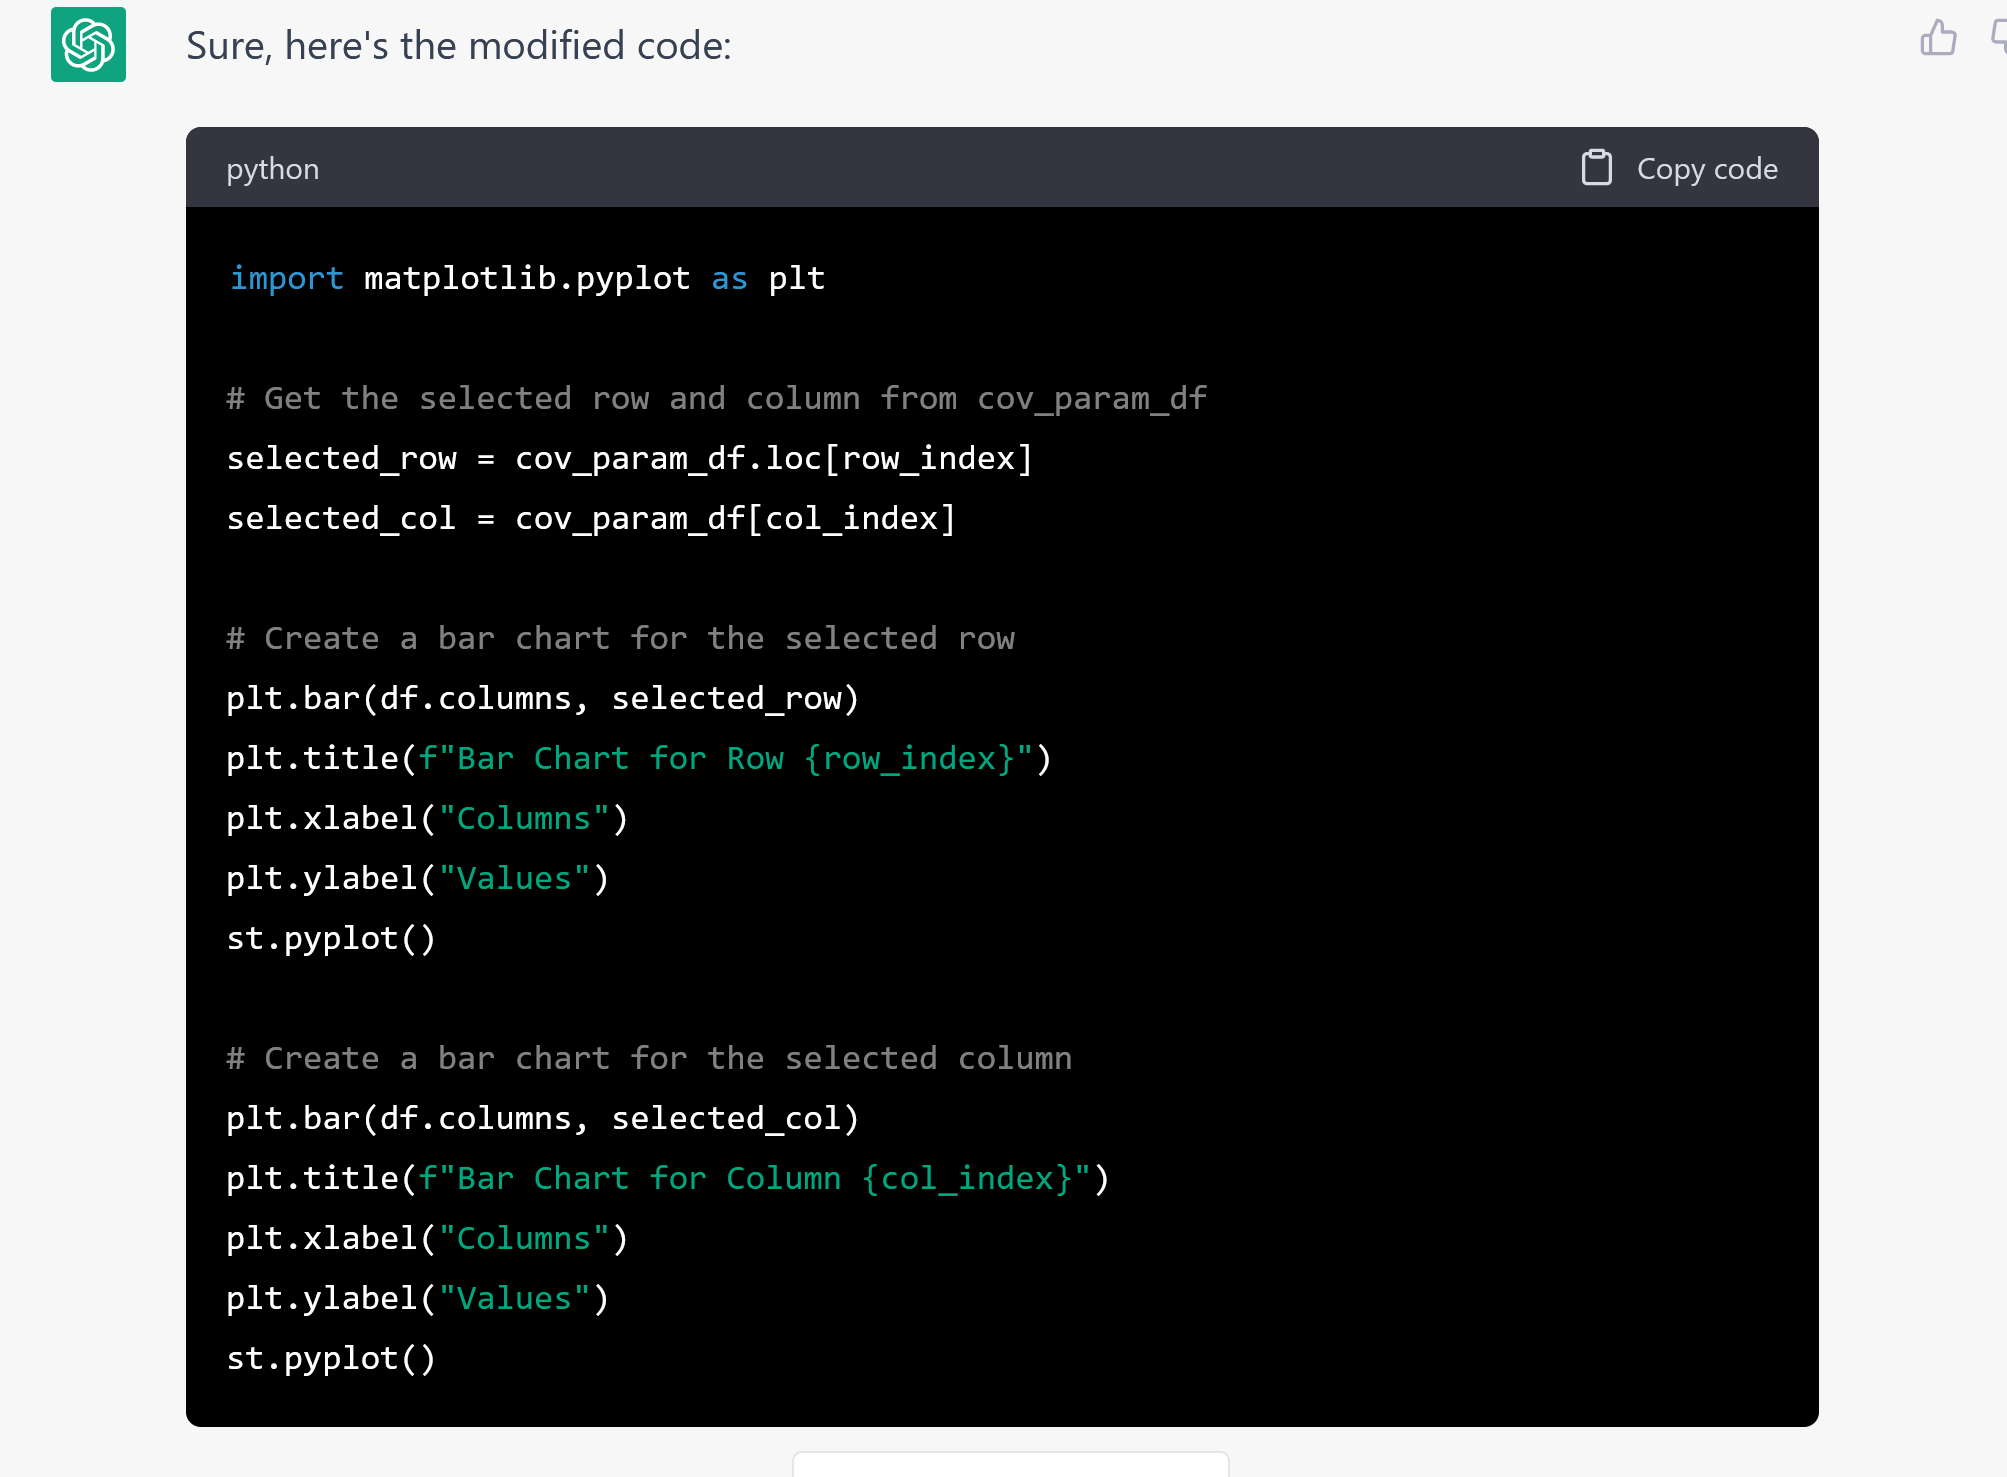 Sure, here's the modified code:
python
Copy code
import matplotlib.pyplot as plt
# Get the selected row and column from cov_param_df
selected_row = cov_param_df.loc[row_index]
selected_col = cov_param_df[col_index]
# Create a bar chart for the selected row
plt.bar(df.columns, selected_row)
plt.title(f"Bar Chart for Row {row_index}")
plt.xlabel("Columns")
plt.ylabel("Values")
st.pyplot()
# Create a bar chart for the selected column
plt.bar(df.columns, selected_col)
plt.title(f"Bar Chart for Column {col_index}")
plt.xlabel("Columns")
plt.ylabel("Values")
st.pyplot()